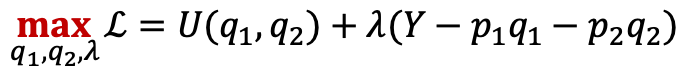 max ℒ = U(q₁, q₂) + λ(Y − p₁q₁ − p₂q₂)
q₁,q₂,λ